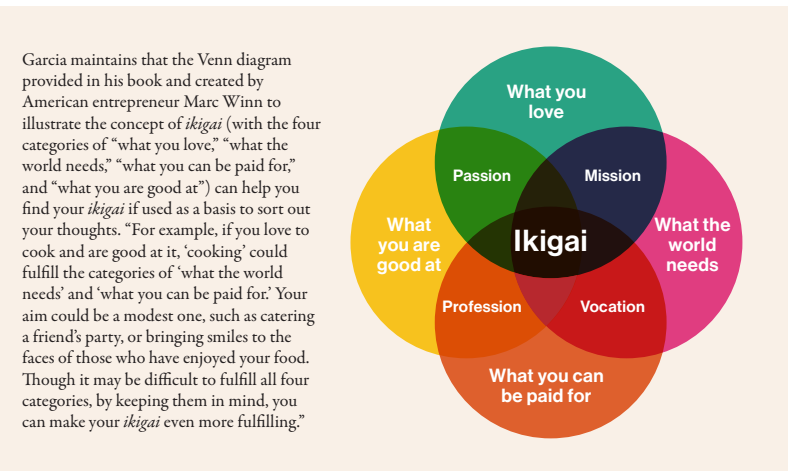 Garcia maintains that the Venn diagram
provided in his book and created by
American entrepreneur Marc Winn to
illustrate the concept of ikigai (with the four
categories of “what you love,” “what the
world needs,” “what you can be paid for,”
and “what you are good at”) can help you
find your ikigai if used as a basis to sort out
your thoughts. “For example, if you love to
cook and are good at it, ‘cooking’ could
fulfill the categories of ‘what the world
needs’ and ‘what you can be paid for.’ Your
aim could be a modest one, such as catering
a friend’s party, or bringing smiles to the
faces of those who have enjoyed your food.
Though it may be difficult to fulfill all four
categories, by keeping them in mind, you
can make your ikigai even more fulfilling.”
What you
love
Passion
Mission
What
you are
good at
Ikigai
What the
world
needs
Profession
Vocation
What you can
be paid for